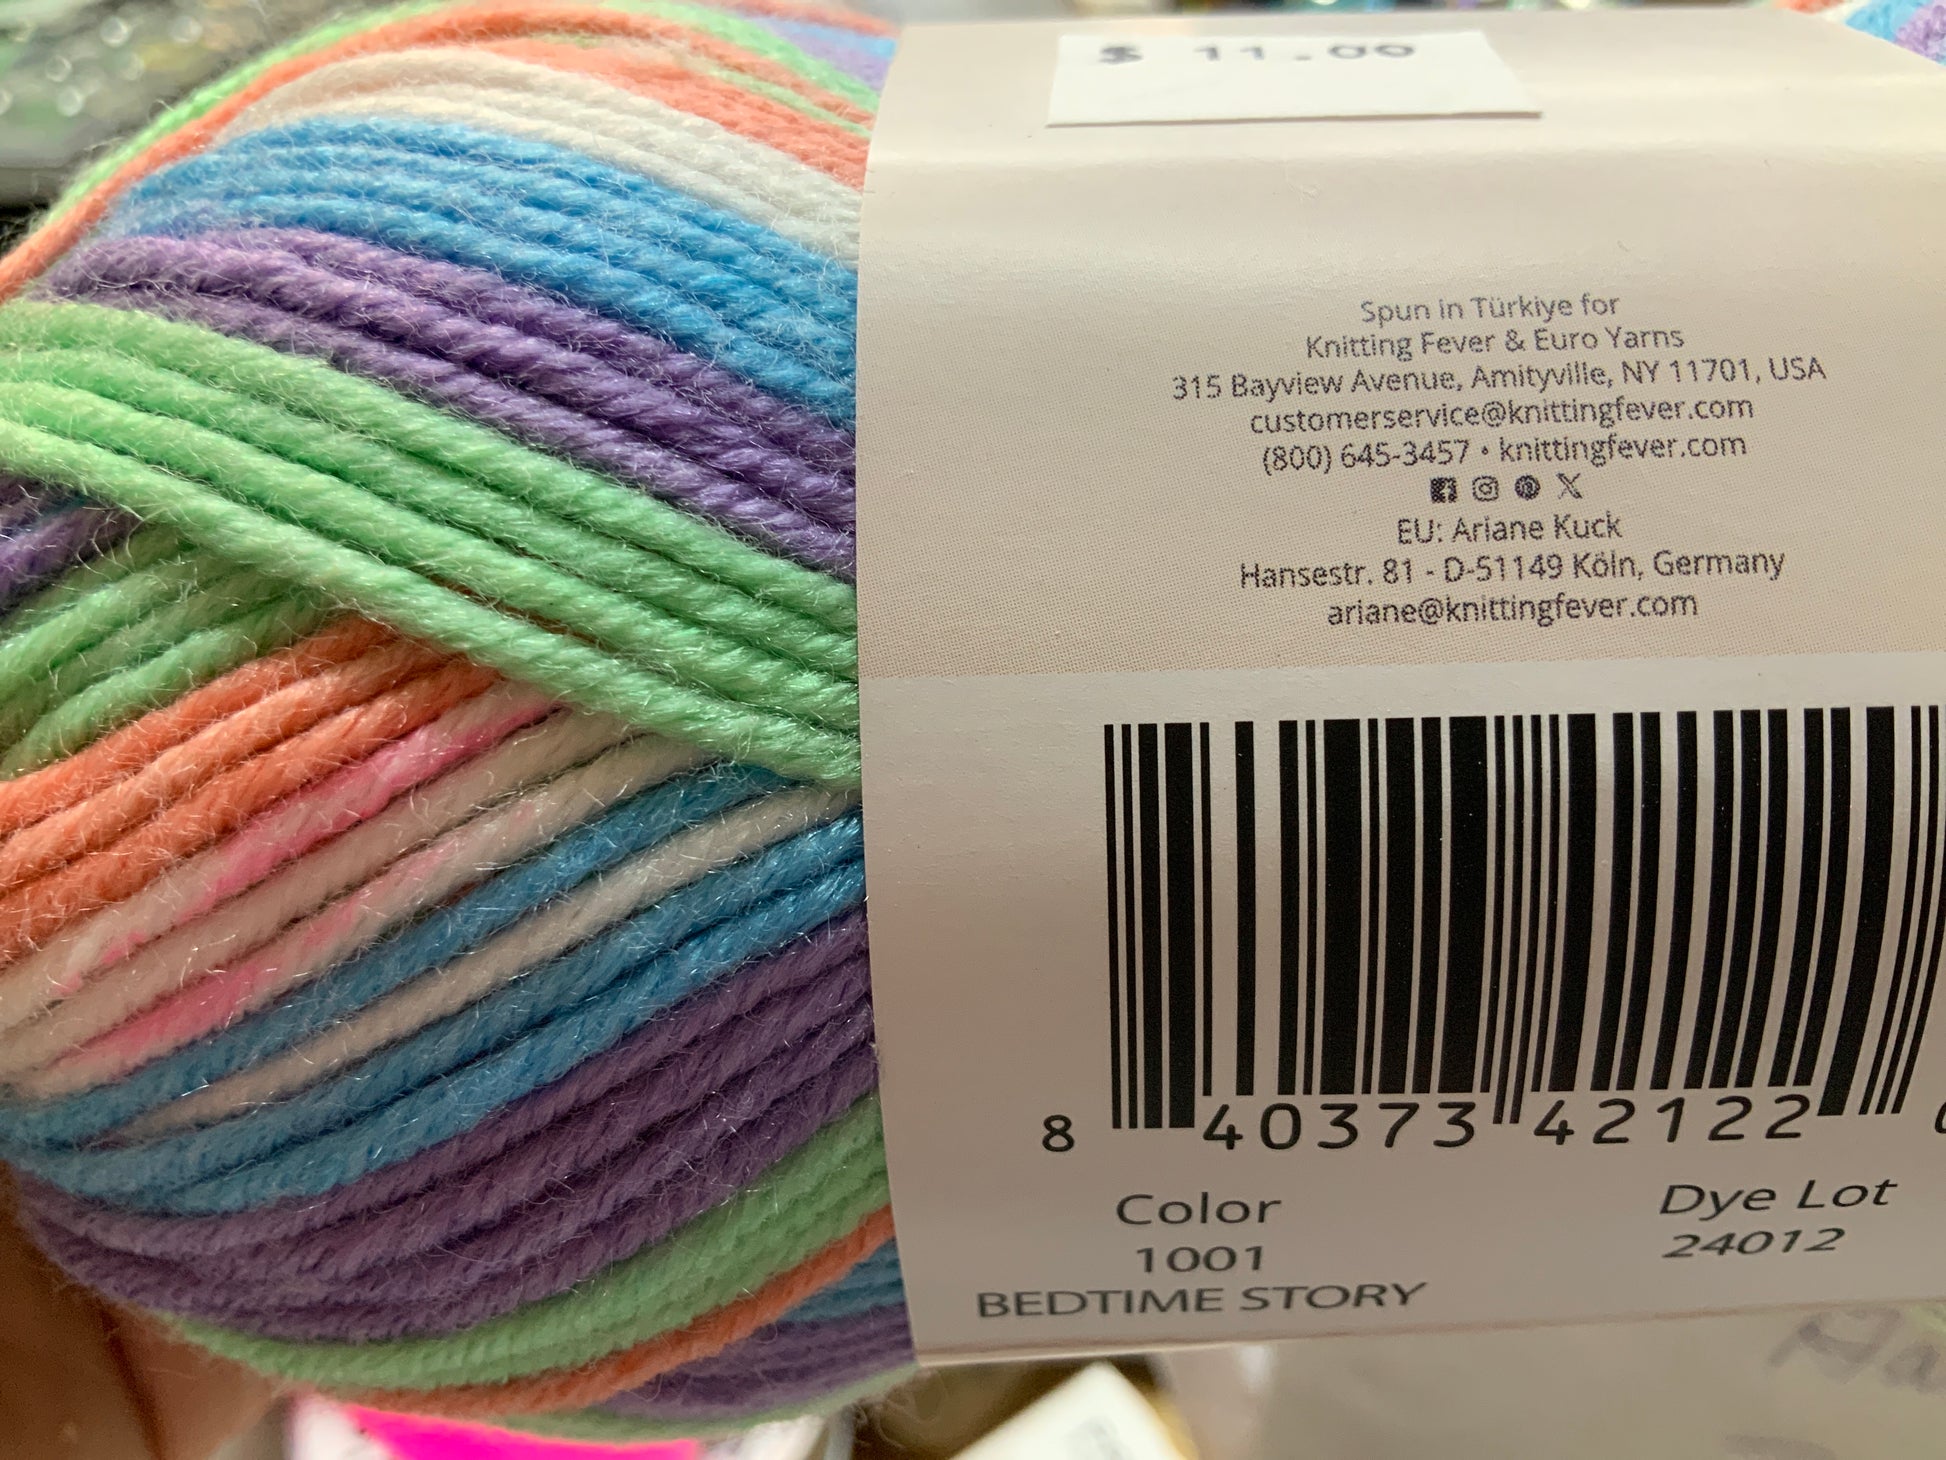 $ 11.00
Spun in Türkiye for
Knitting Fever & Euro Yarns
315 Bayview Avenue, Amityville, NY 11701, USA
customerservice@knittingfever.com
(800) 645-3457 • knittingfever.com
EU: Ariane Kuck
Hansestr. 81 - D-51149 Köln, Germany
ariane@knittingfever.com
8 40373 42122
Color
1001
BEDTIME STORY
Dye Lot
24012